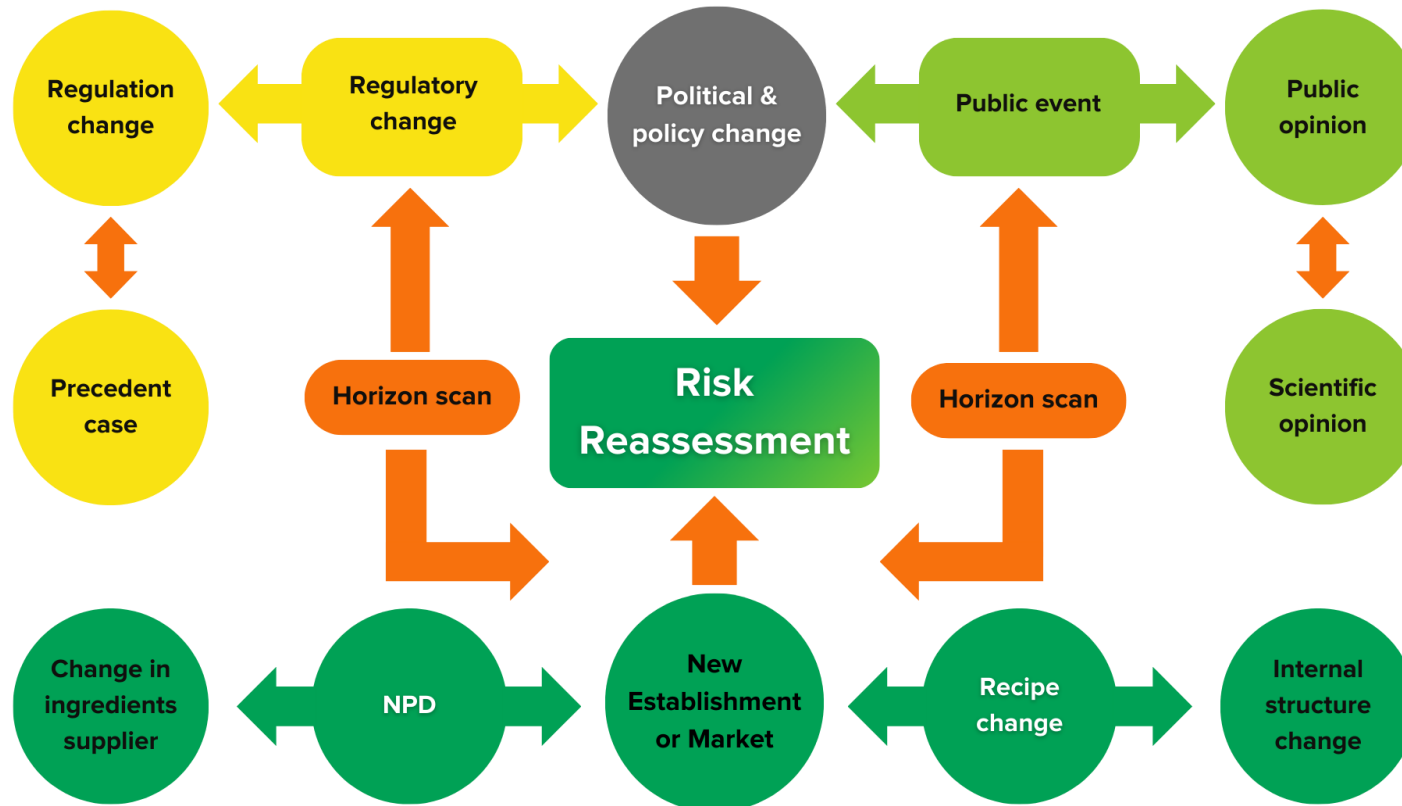 Regulation
change
Regulatory
change
Political &
policy change
Public event
Public
opinion
Precedent
case
Horizon scan
Risk
Reassessment
Horizon scan
Scientific
opinion
Change in
ingredients
supplier
NPD
New
Establishment
or Market
Recipe
change
Internal
structure
change